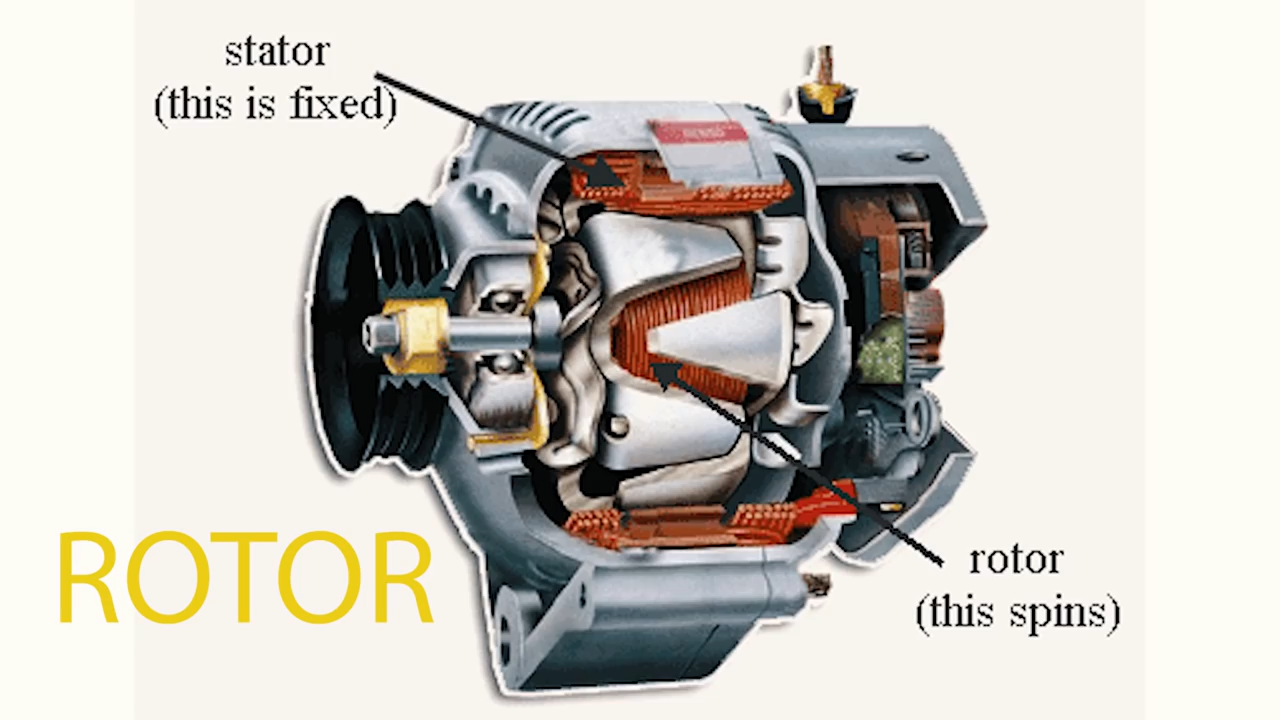 stator
(this is fixed)
rotor
(this spins)
ROTOR